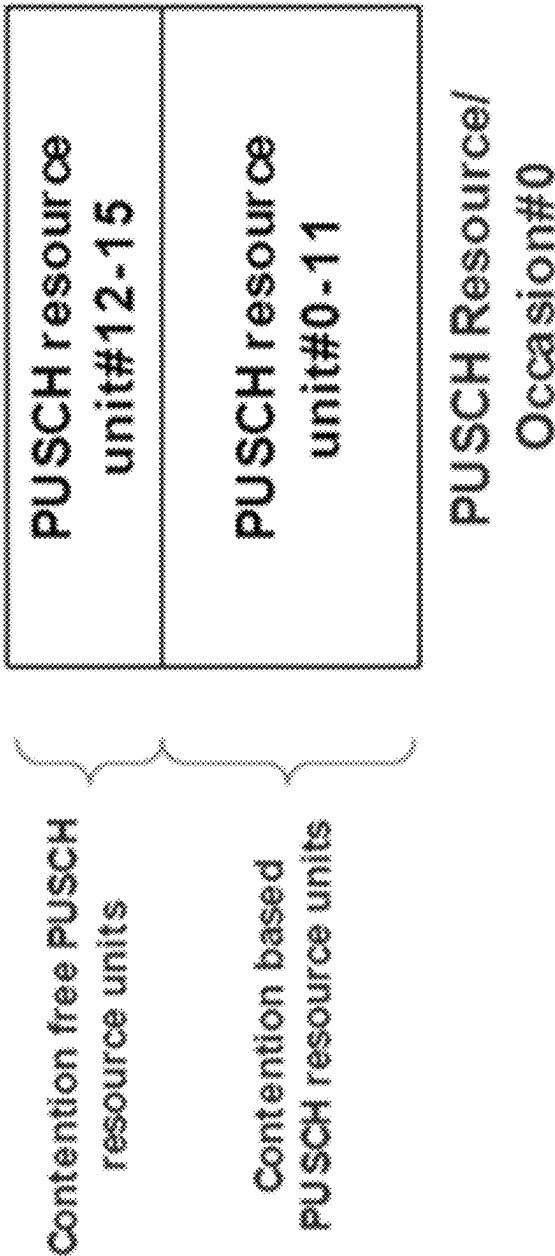 Contention free PUSCH
resource units
Contention based
PUSCH resource units
PUSCH resource
unit#12-15
PUSCH resource
unit#0-11
PUSCH Resource/
Occasion#0